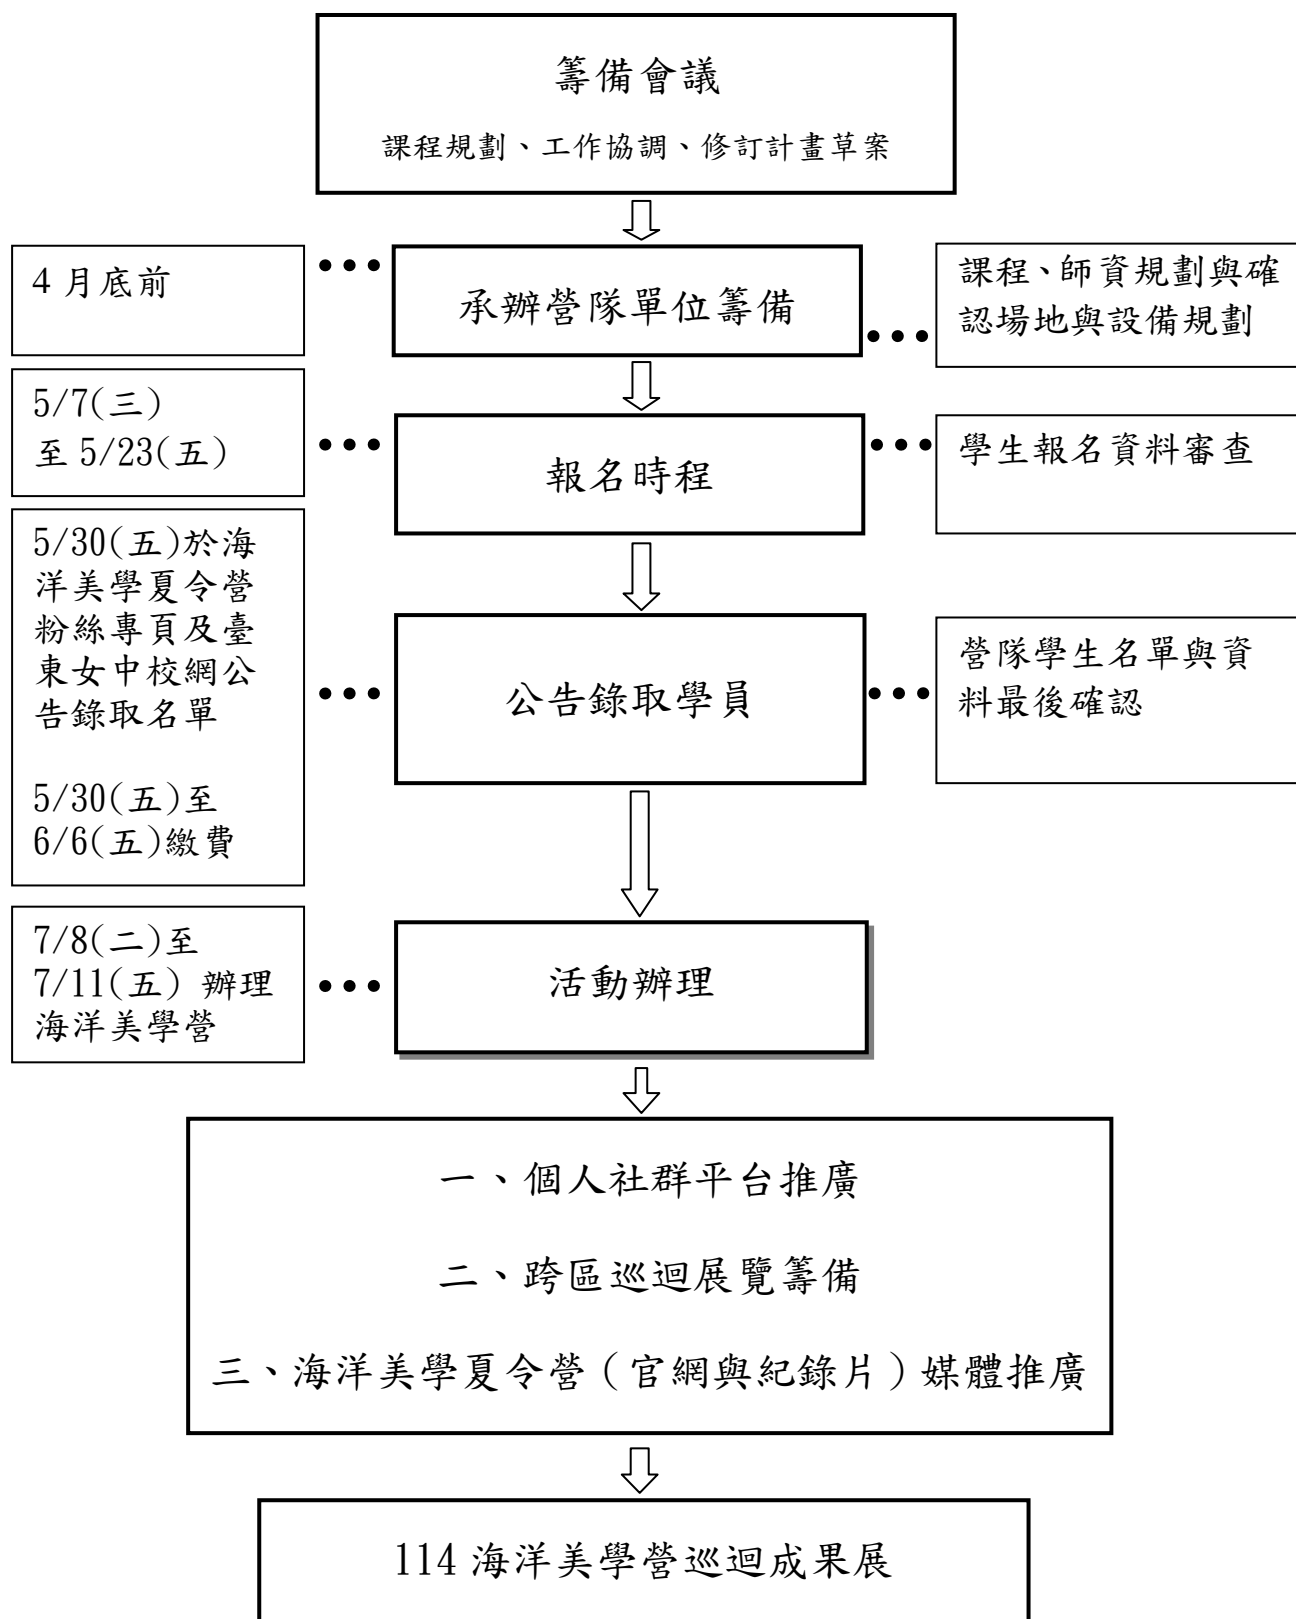 籌備會議
課程規劃、工作協調、修訂計畫草案
4 月底前
承辦營隊單位籌備
課程、師資規劃與確
認場地與設備規劃
5/7(三)
至 5/23(五)
報名時程
學生報名資料審查
5/30(五)於海
洋美學夏令營
粉絲專頁及臺
東女中校網公
告錄取名單
5/30(五)至
6/6(五)繳費
公告錄取學員
營隊學生名單與資
料最後確認
7/8(二)至
7/11(五) 辦理
海洋美學營
活動辦理
一、個人社群平台推廣
二、跨區巡迴展覽籌備
三、海洋美學夏令營（官網與紀錄片）媒體推廣
114 海洋美學營巡迴成果展